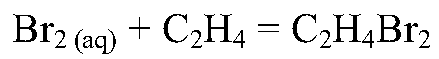 Br₂ (aq) + C₂H₄ = C₂H₄Br₂